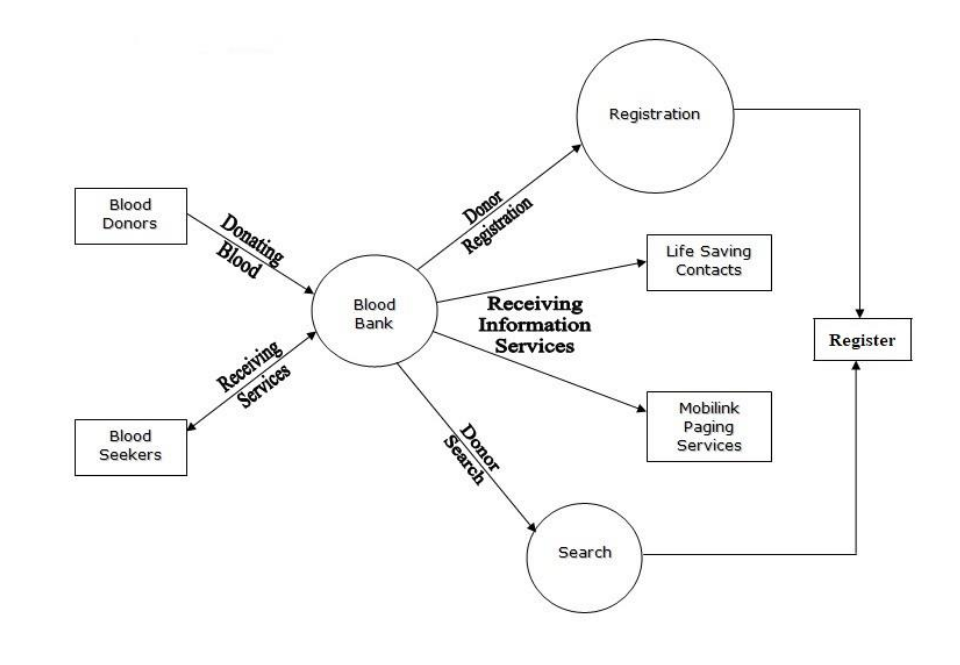 Registration
Blood
Donors
Donating
Blood
Donor
Registration
Life Saving
Contacts
Blood
Bank
Receiving
Information
Services
Register
Receiving
Services
Blood
Seekers
Mobilink
Paging
Services
Donor
Search
Search